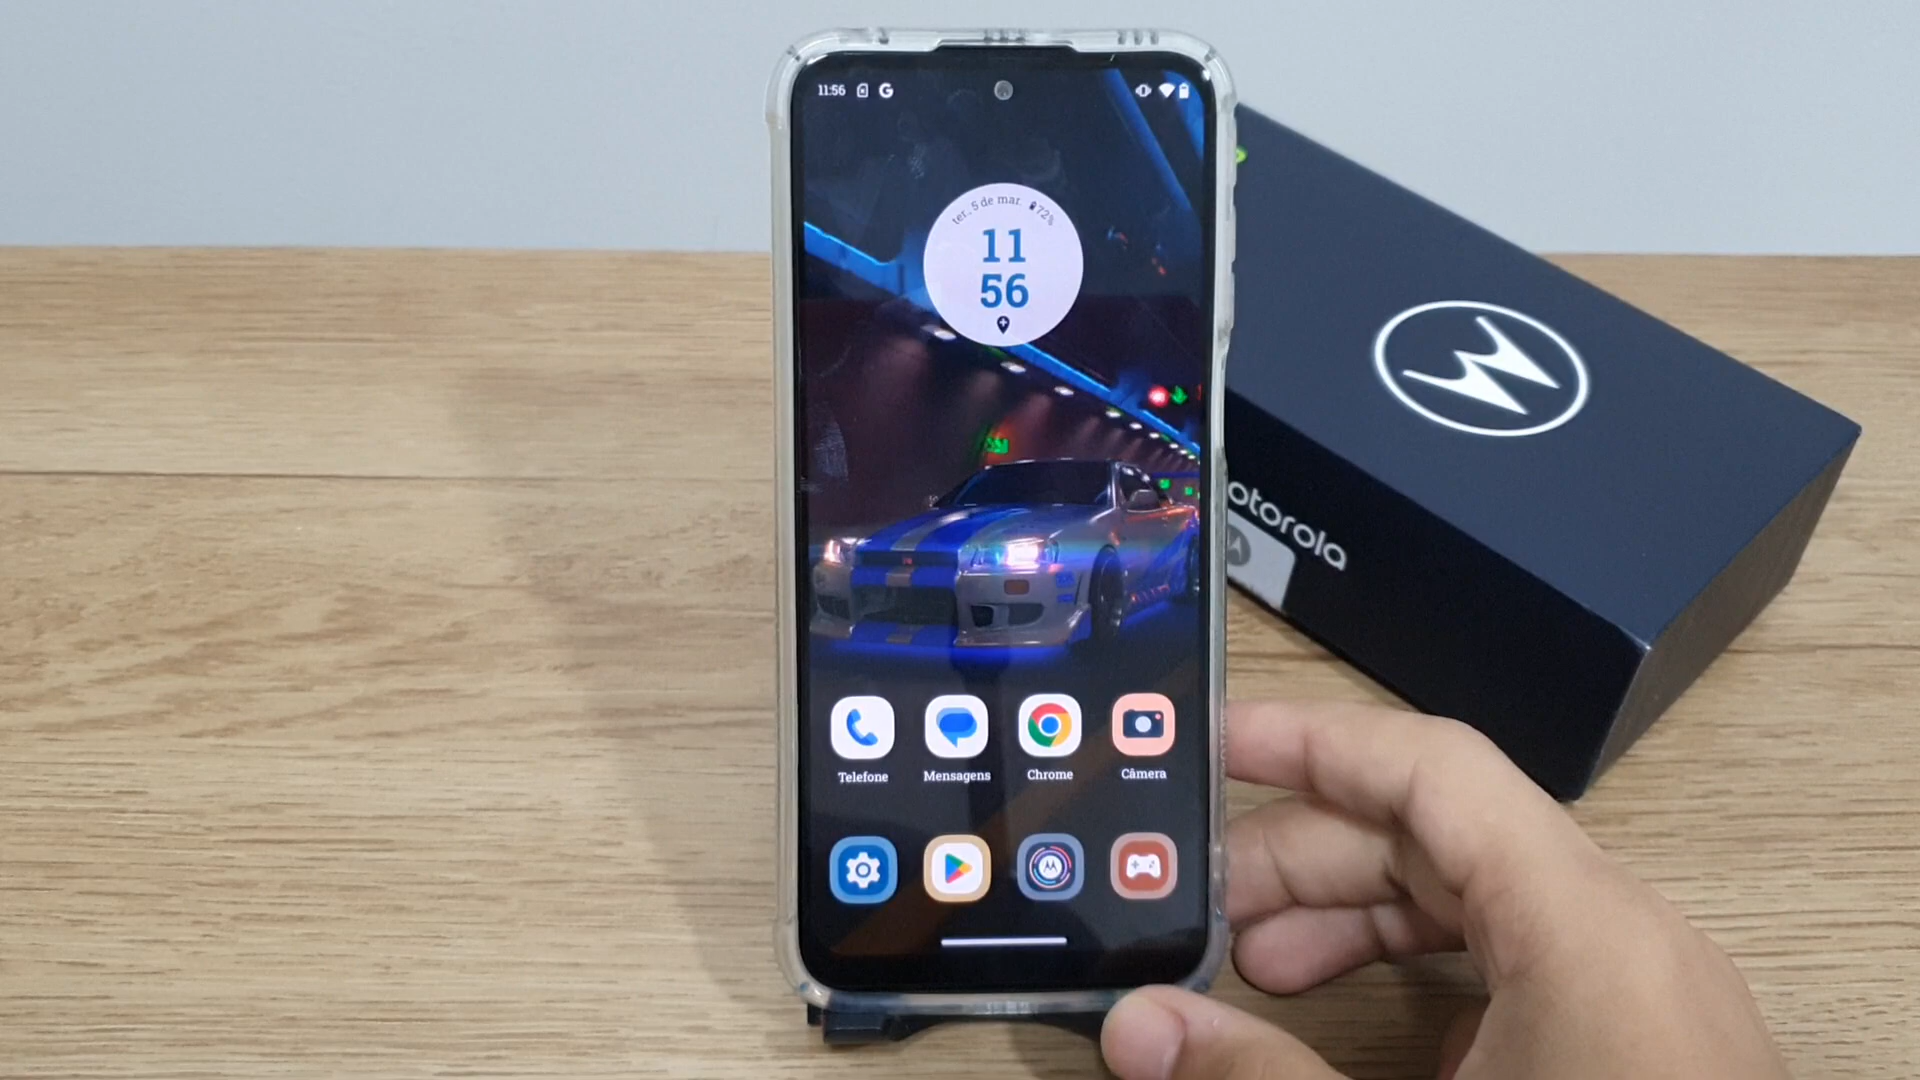 11:56
ter., 5 de mar. 72%
11
56
Telefone
Mensagens
Chrome
Câmera
otorola